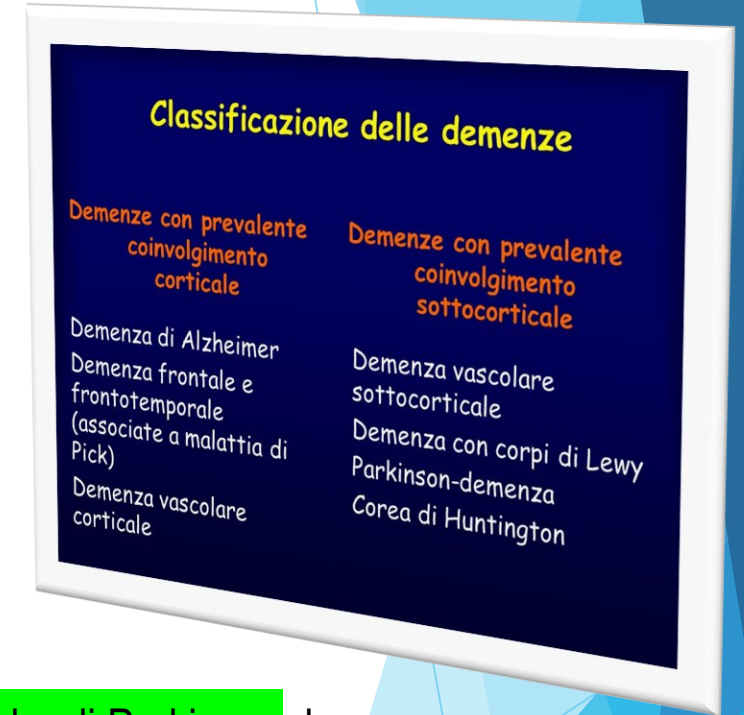 Classificazione delle demenze
Demenze con prevalente
coinvolgimento
corticale
Demenza di Alzheimer
Demenza frontale e
frontotemporale
(associate a malattia di
Pick)
Demenza vascolare
corticale
Demenze con prevalente
coinvolgimento
sottocorticale
Demenza vascolare
sottocorticale
Demenza con corpi di Lewy
Parkinson-demenza
Corea di Huntington
di Parkinson